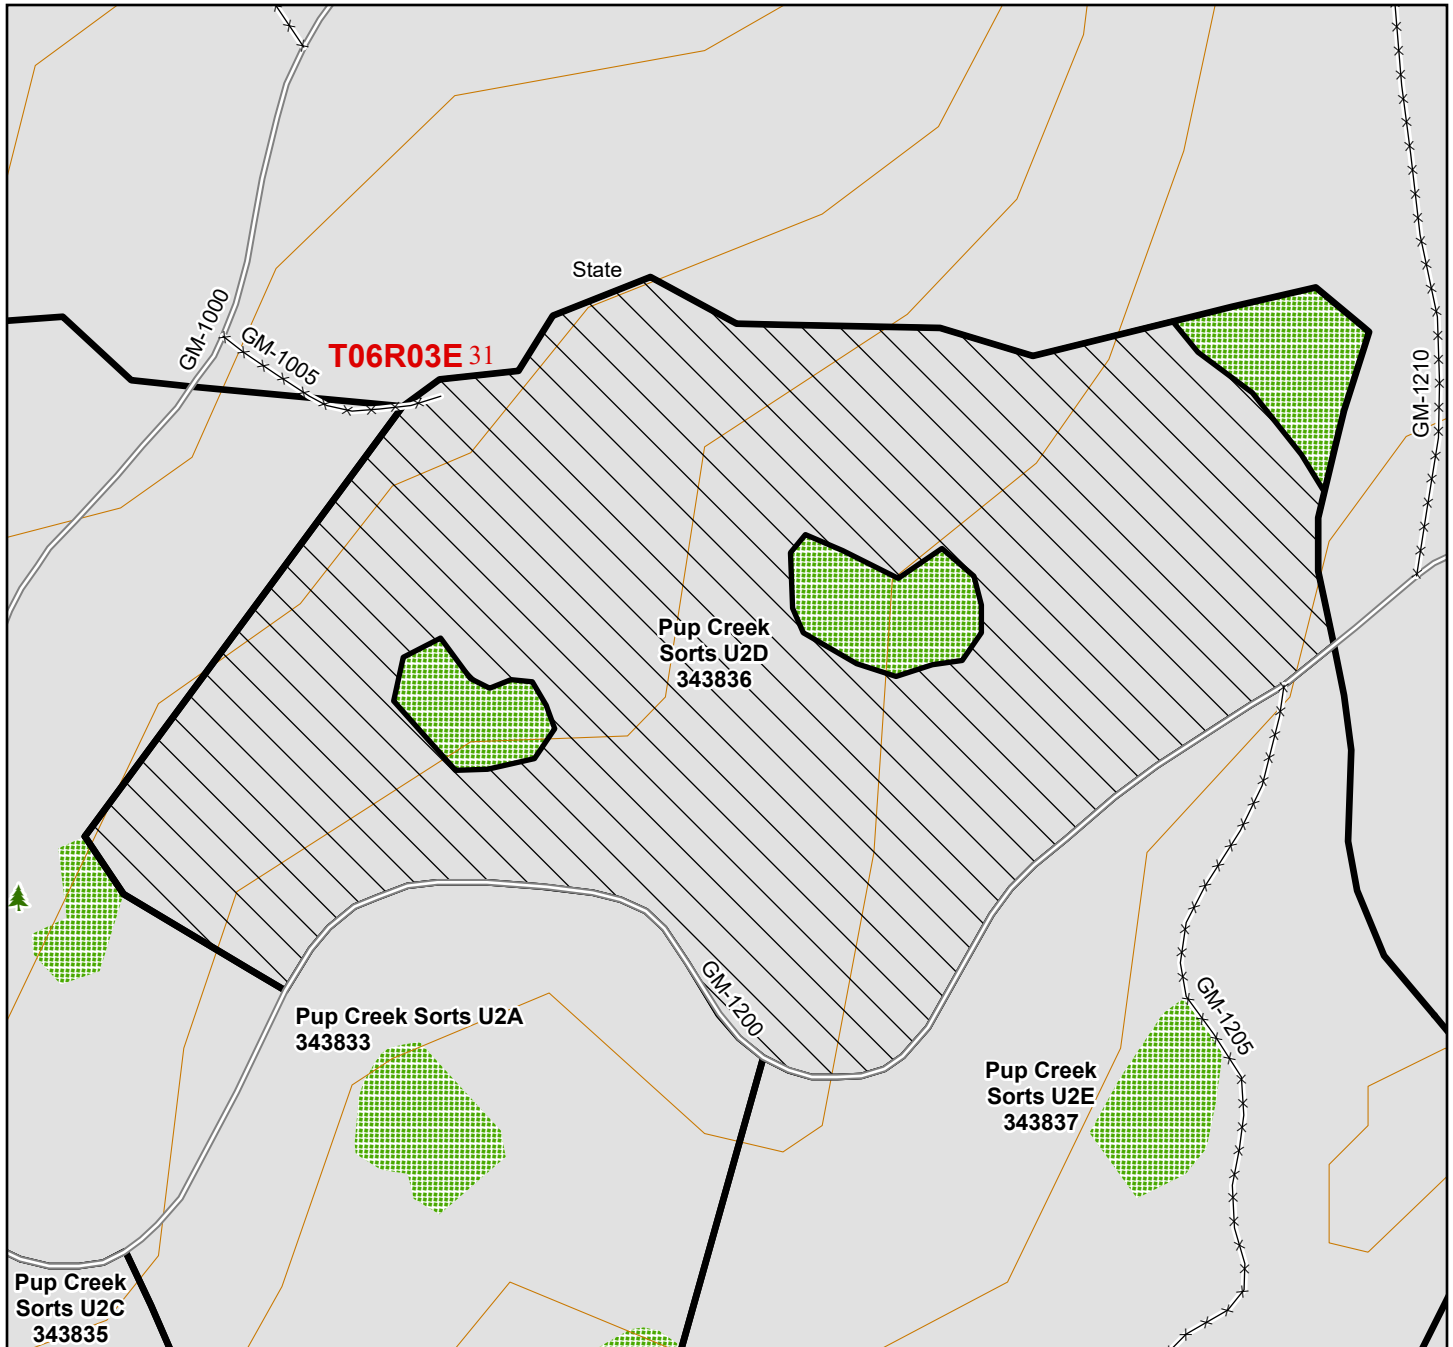 State
GM-1000
GM-1005
T06R03E 31
GM-1210
Pup Creek
Sorts U2D
343836
GM-1200
GM-1205
Pup Creek Sorts U2A
343833
Pup Creek
Sorts U2E
343837
Pup Creek
Sorts U2C
343835